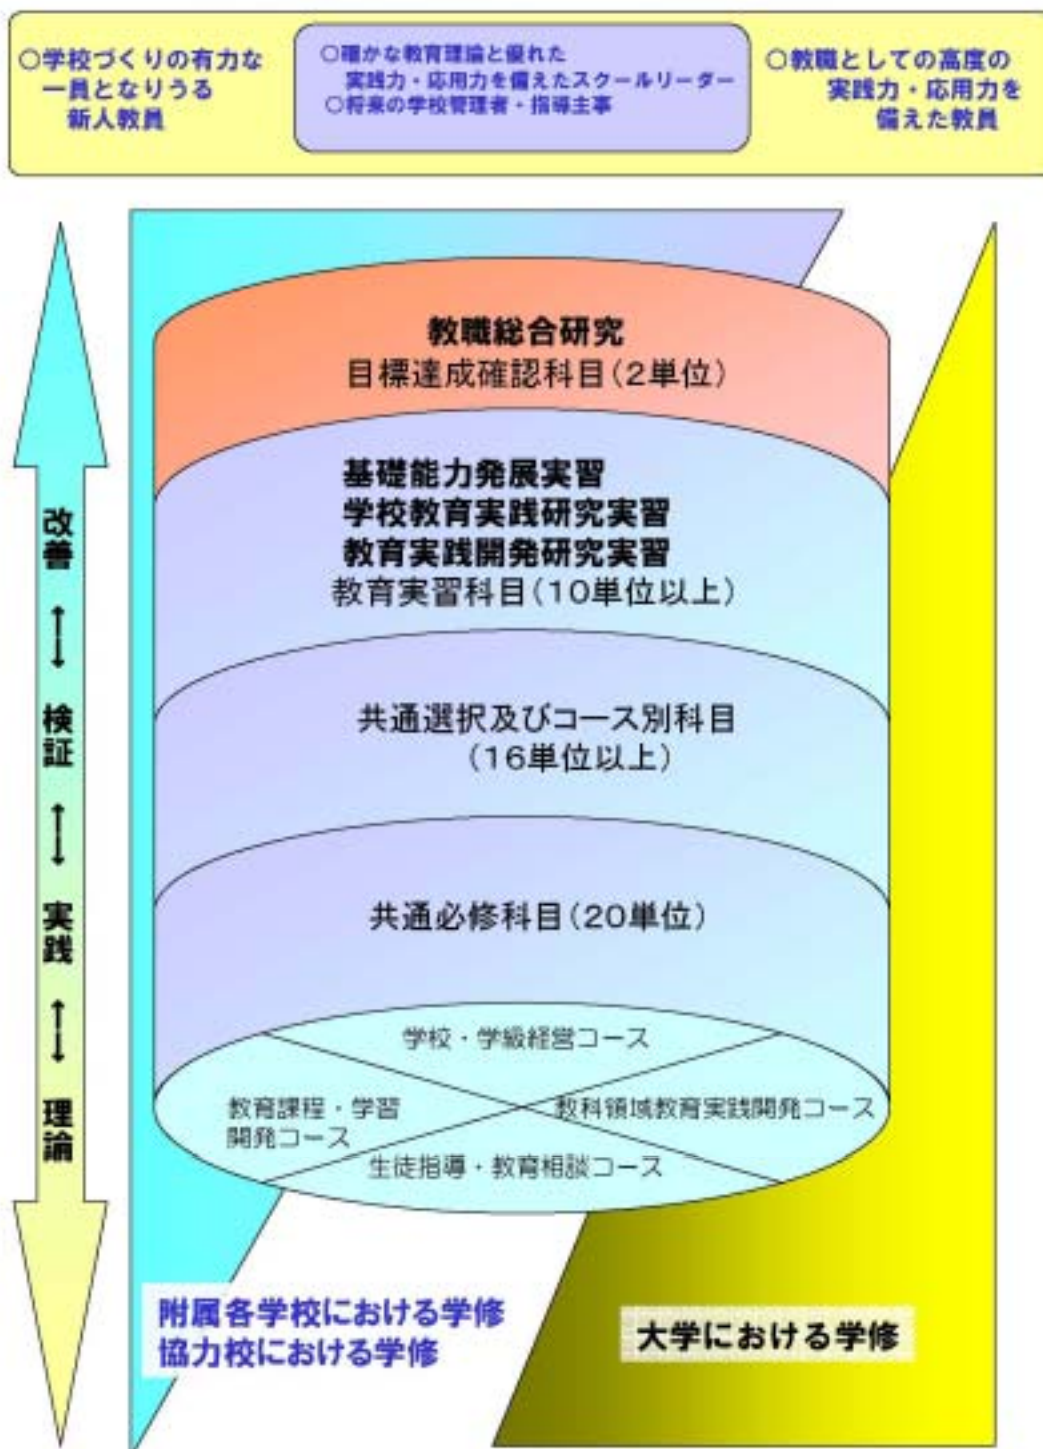 ○学校づくりの有力な
一員となりうる
新人教員
○確かな教育理論と優れた
実践力・応用力を備えたスクールリーダー
○将来の学校管理者・指導主事
○教職としての高度の
実践力・応用力を
備えた教員
改善 ⟷ 検証 ⟷ 実践 ⟷ 理論
教職総合研究
目標達成確認科目(2単位)
基礎能力発展実習
学校教育実践研究実習
教育実践開発研究実習
教育実習科目(10単位以上)
共通選択及びコース別科目
(16単位以上)
共通必修科目(20単位)
学校・学級経営コース
教育課程・学習
開発コース
教科領域教育実践開発コース
生徒指導・教育相談コース
附属各学校における学修
協力校における学修
大学における学修